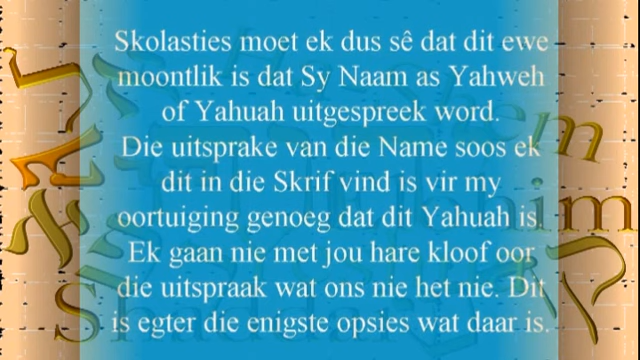 Skolasties moet ek dus sê dat dit ewe
moontlik is dat Sy Naam as Yahweh
of Yahuah uitgespreek word.
Die uitsprake van die Name soos ek
dit in die Skrif vind is vir my
oortuiging genoeg dat dit Yahuah is.
Ek gaan nie met jou hare kloof oor
die uitspraak wat ons nie het nie. Dit
is egter die enigste opsies wat daar is.